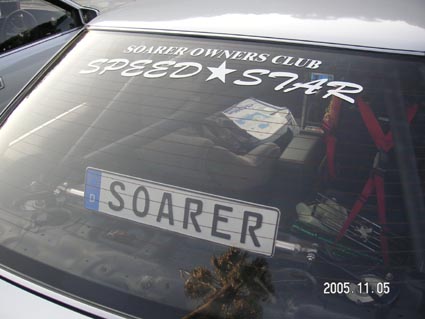 SOARER OWNERS CLUB
SPEED★STAR
D SOARER
2005.11.05